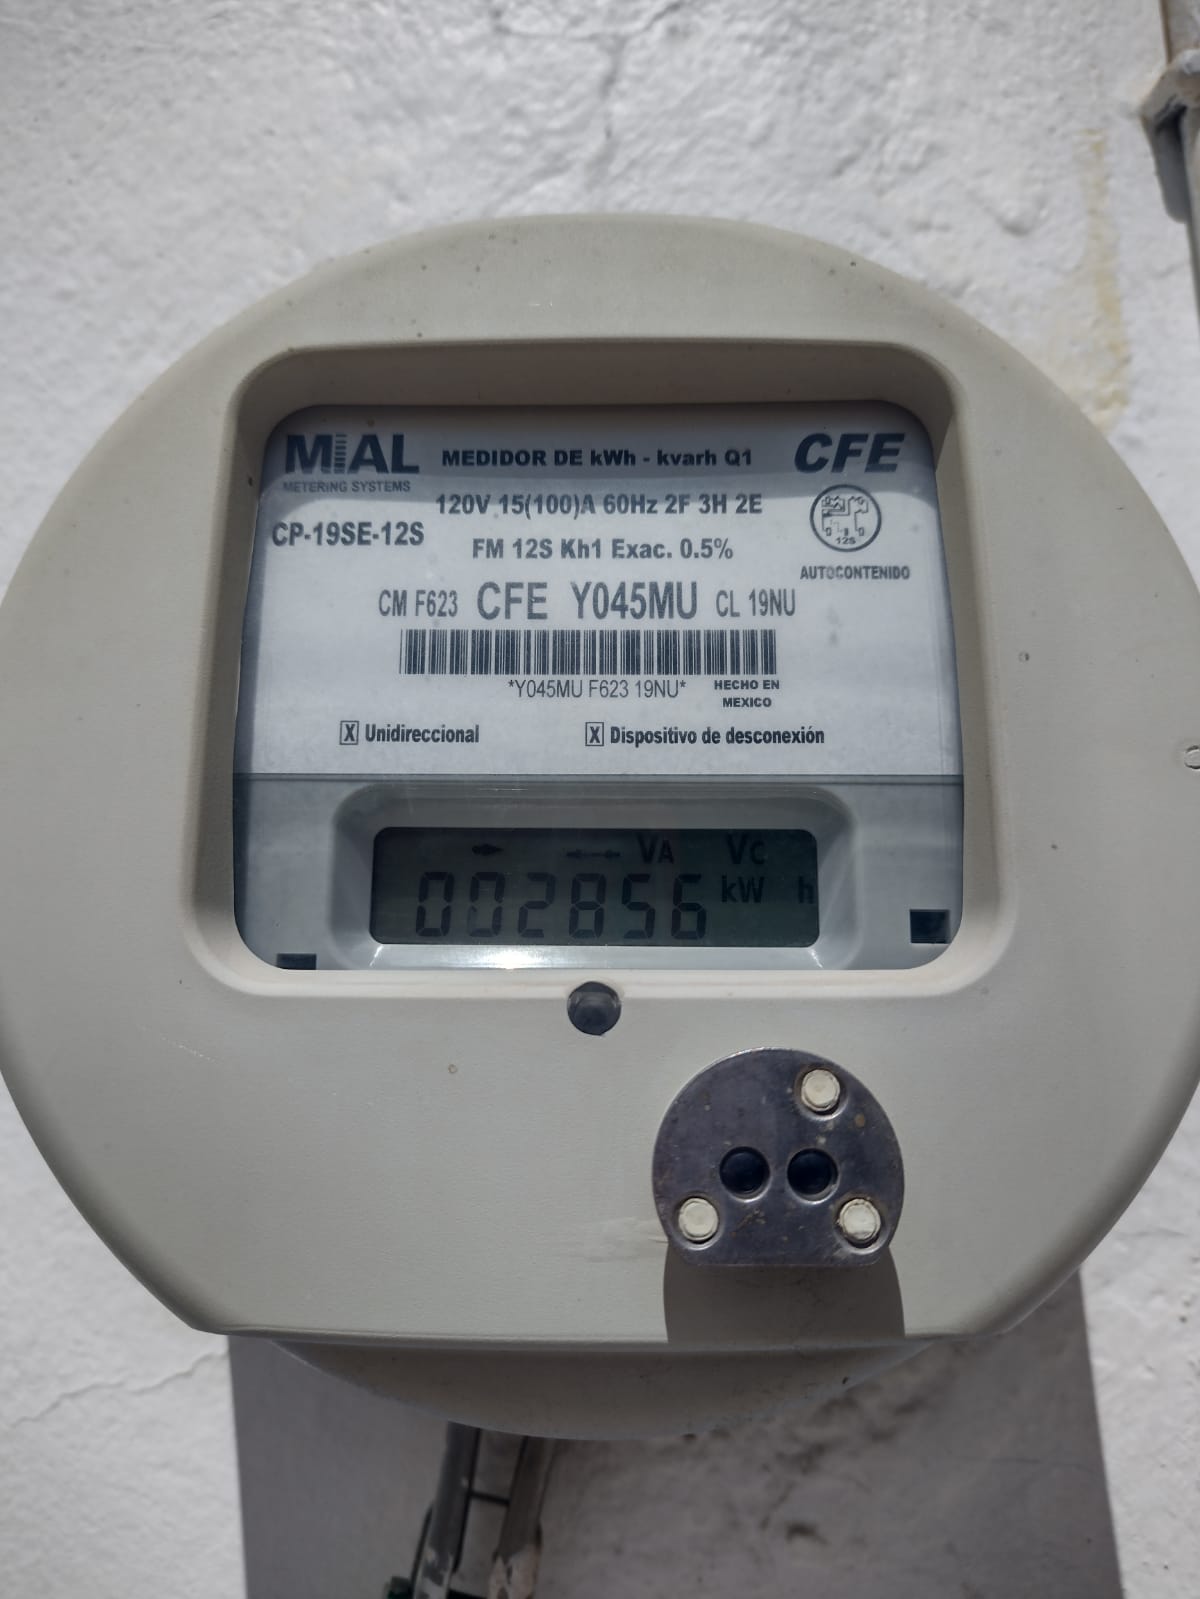 MIAL MEDIDOR DE kWh - kvarh Q1 CFE
METERING SYSTEMS
120V 15(100)A 60Hz 2F 3H 2E
CP-19SE-12S
FM 12S Kh1 Exac. 0.5%
12S
AUTOCONTENIDO
CM F623 CFE Y045MU CL 19NU
*Y045MU F623 19NU* HECHO EN
MEXICO
X Unidireccional X Dispositivo de desconexión
VA VC
002856 kW h